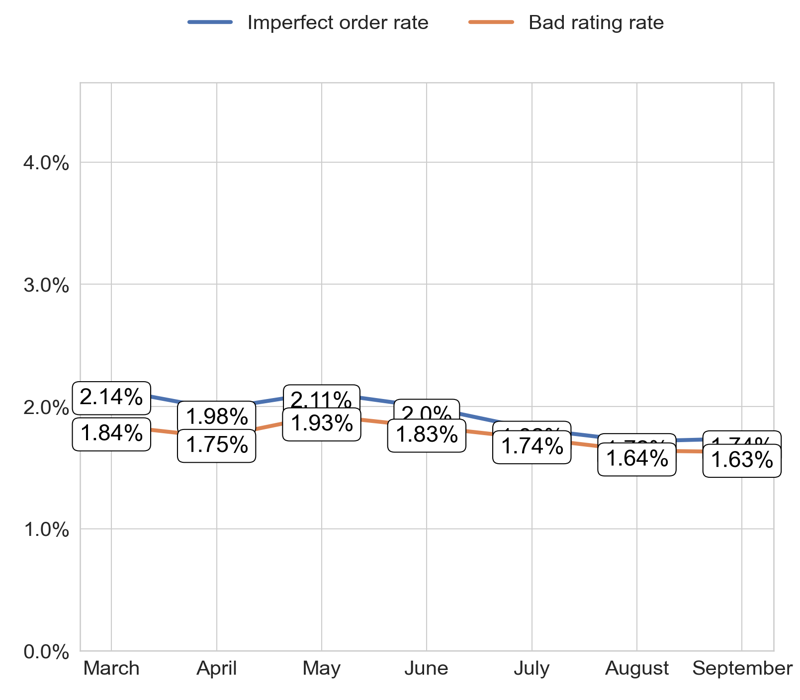 Imperfect order rate Bad rating rate
4.0%
3.0%
2.0%
1.0%
0.0%
2.14% 1.98% 2.11% 2.0% 1.74%
1.84% 1.75% 1.93% 1.83% 1.74% 1.64% 1.63%
March April May June July August September